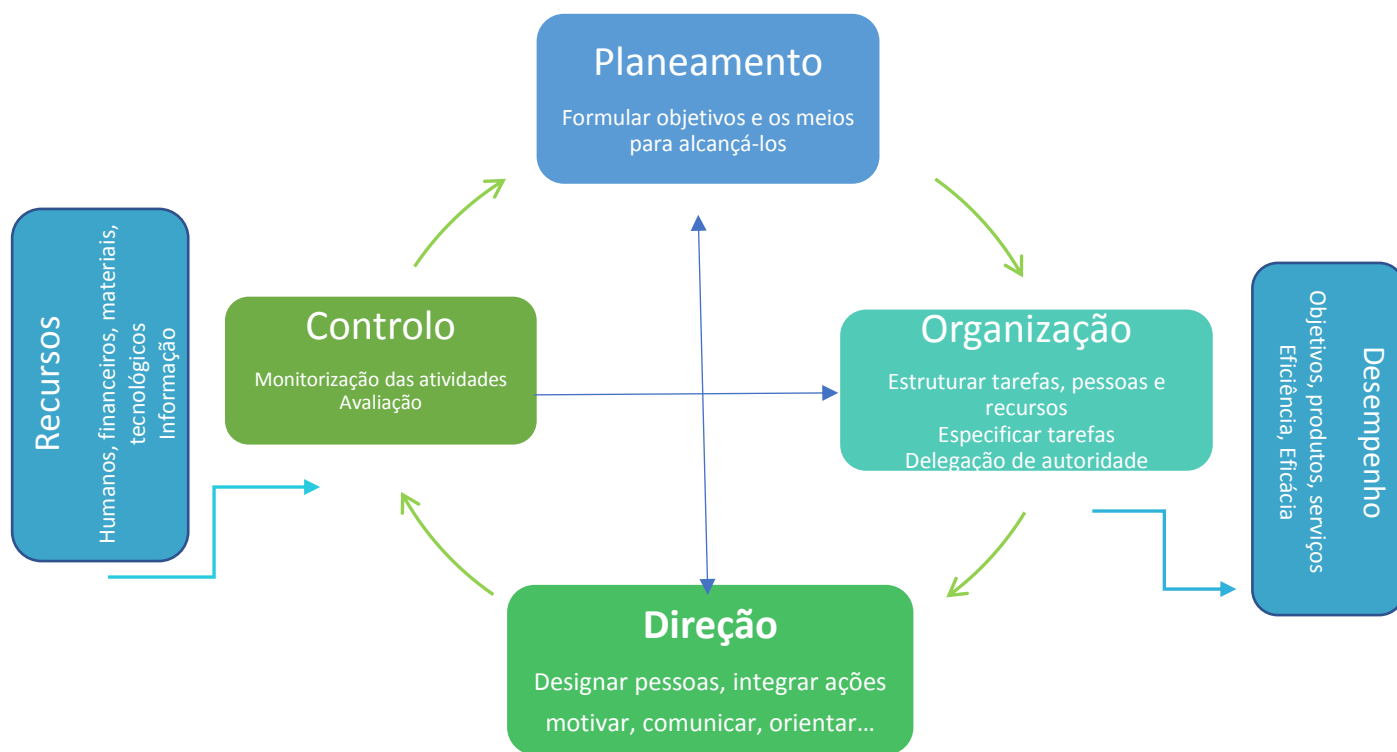 Planeamento
Formular objetivos e os meios
para alcançá-los
Recursos
Humanos, financeiros, materiais,
tecnológicos
Informação
Controlo
Monitorização das atividades
Avaliação
Organização
Estruturar tarefas, pessoas e
recursos
Especificar tarefas
Delegação de autoridade
Desempenho
Objetivos, produtos, serviços
Eficiência, Eficácia
Direção
Designar pessoas, integrar ações
motivar, comunicar, orientar…